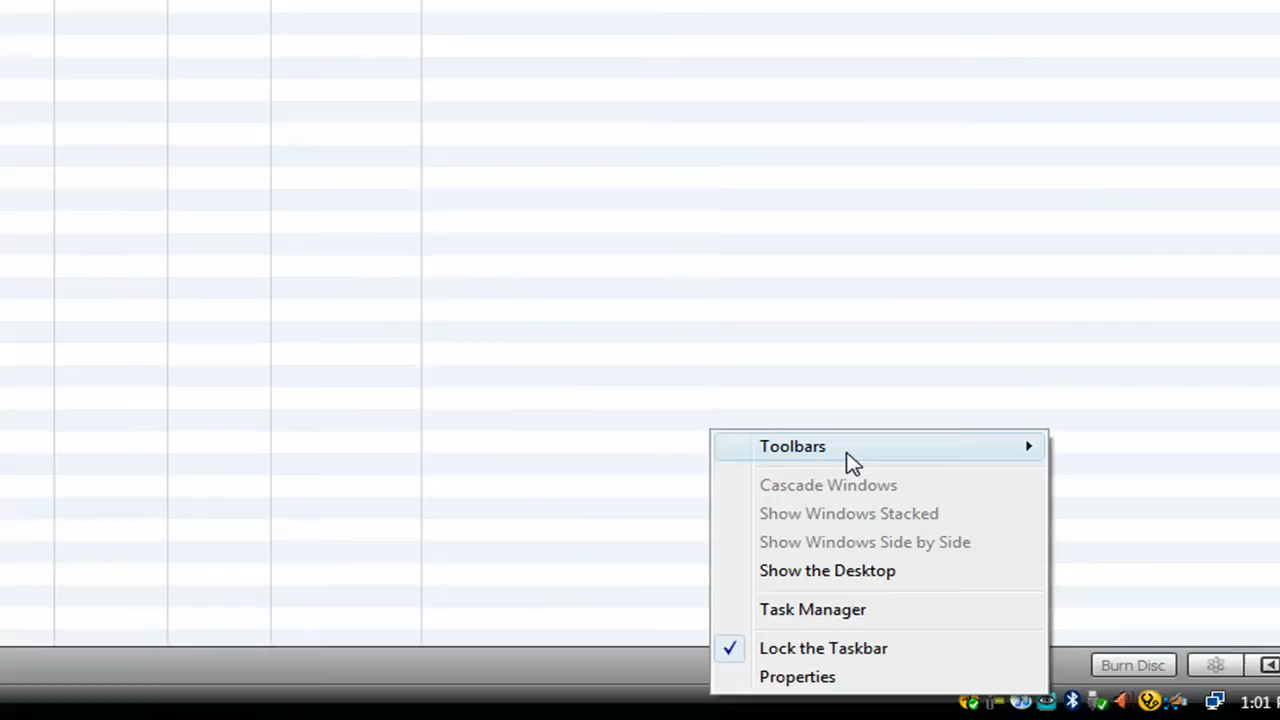 Toolbars
Cascade Windows
Show Windows Stacked
Show Windows Side by Side
Show the Desktop
Task Manager
Lock the Taskbar
Properties
Burn Disc
1:01